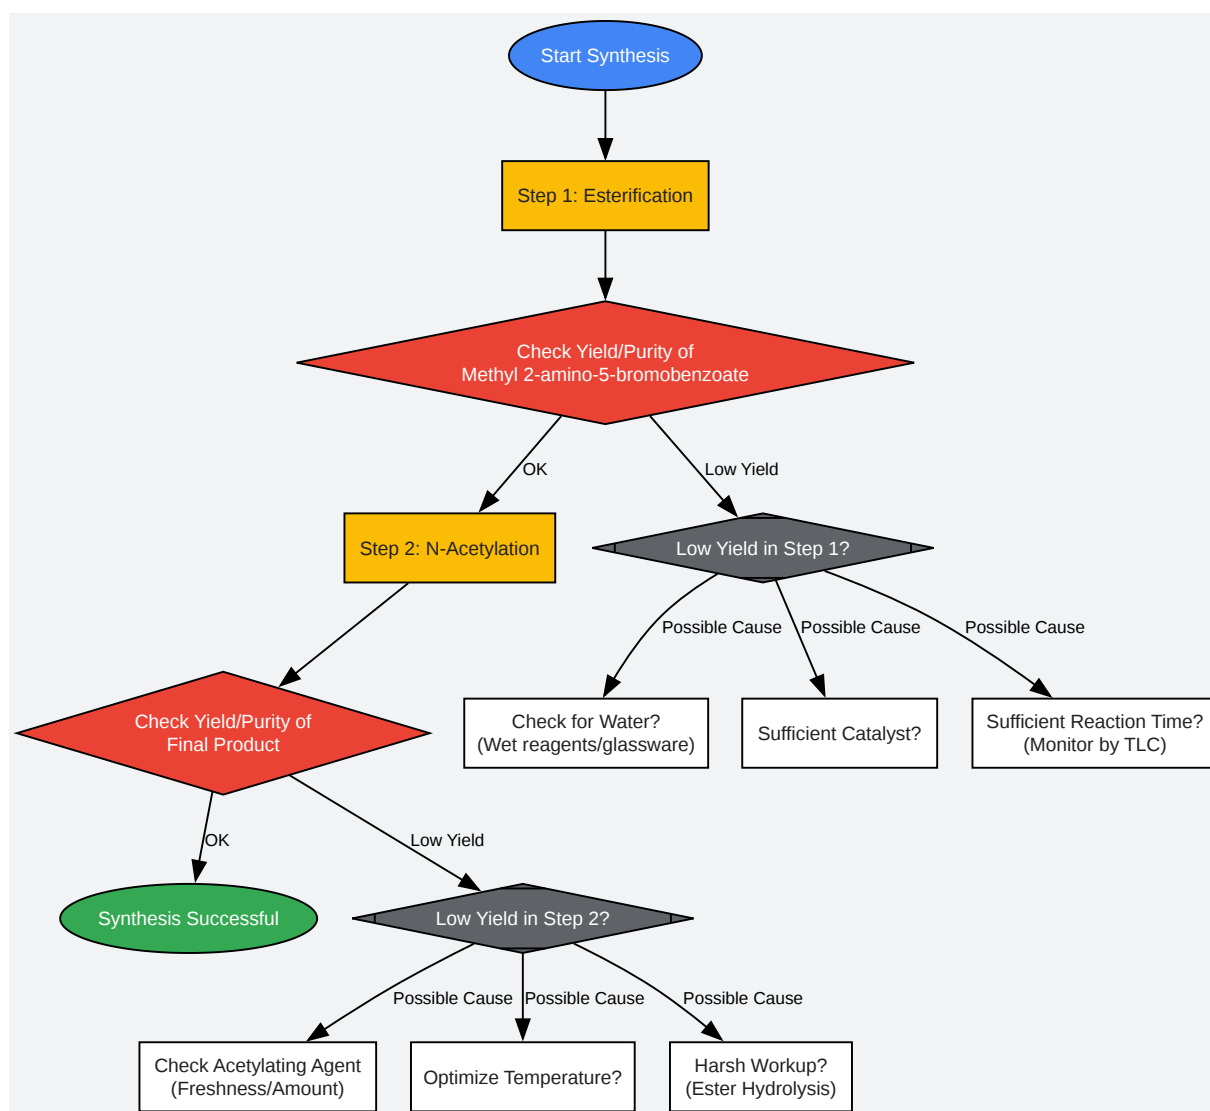 Start Synthesis
Step 1: Esterification
Check Yield/Purity of
Methyl 2-amino-5-bromobenzoate
OK
Low Yield
Step 2: N-Acetylation
Low Yield in Step 1?
Possible Cause
Possible Cause
Possible Cause
Check Yield/Purity of
Final Product
Check for Water?
(Wet reagents/glassware)
Sufficient Catalyst?
Sufficient Reaction Time?
(Monitor by TLC)
OK
Low Yield
Synthesis Successful
Low Yield in Step 2?
Possible Cause
Possible Cause
Possible Cause
Check Acetylating Agent
(Freshness/Amount)
Optimize Temperature?
Harsh Workup?
(Ester Hydrolysis)